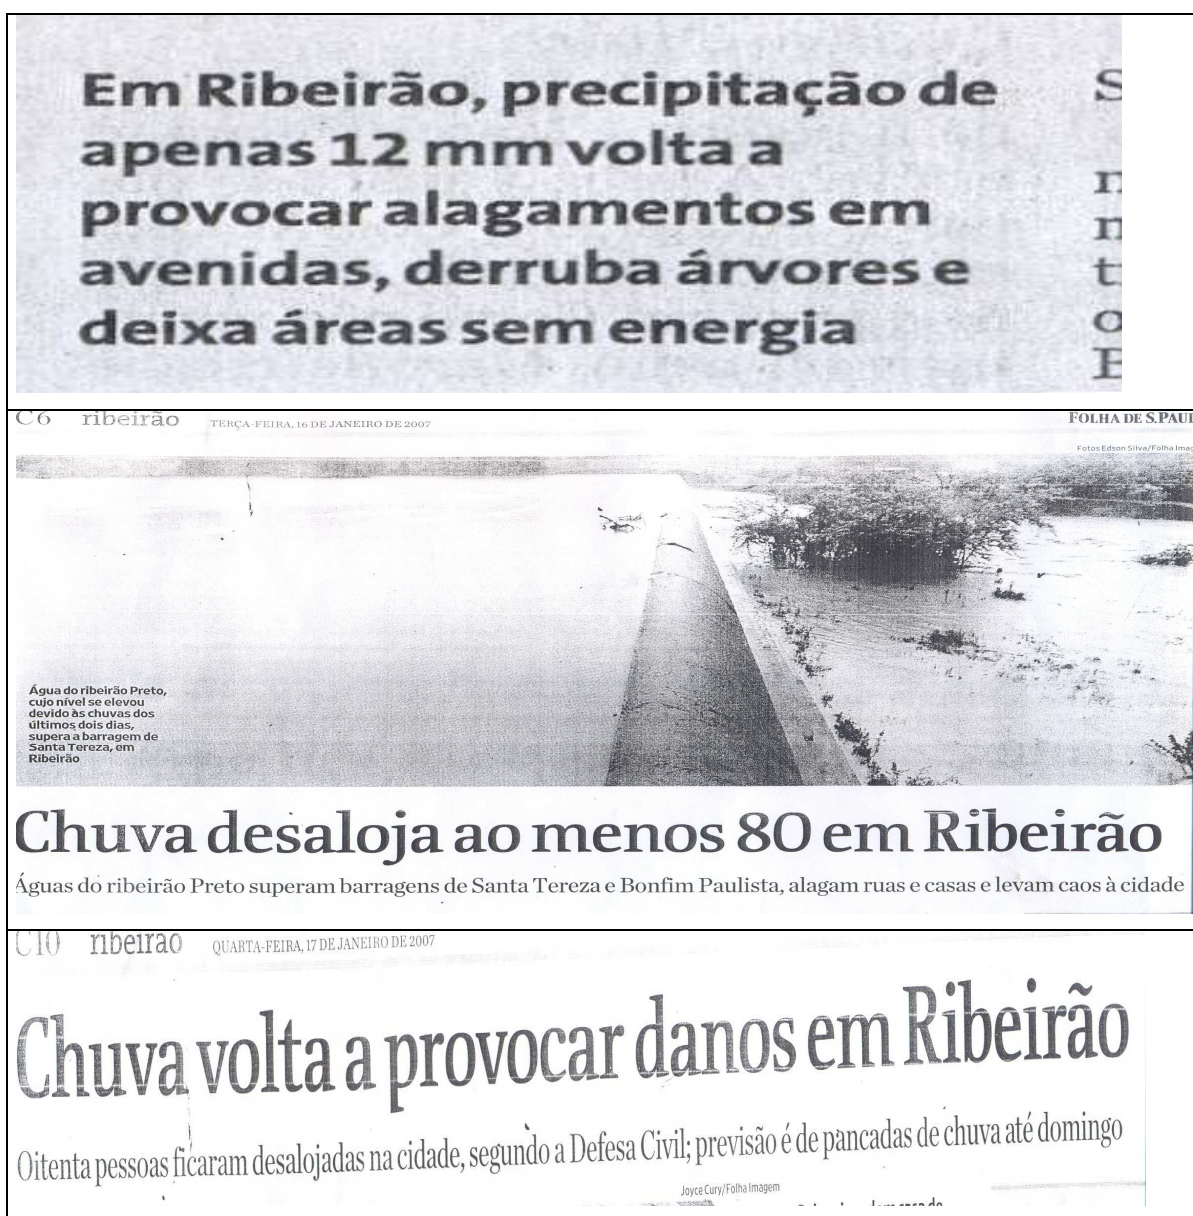 Em Ribeirão, precipitação de
apenas 12 mm volta a
provocar alagamentos em
avenidas, derruba árvores e
deixa áreas sem energia
C6 ribeirão TERÇA-FEIRA, 16 DE JANEIRO DE 2007 FOLHA DE S.PAUL
Fotos Edson Silva/Folha Imag
Água do ribeirão Preto,
cujo nível se elevou
devido às chuvas dos
últimos dois dias,
supera a barragem de
Santa Tereza, em
Ribeirão
Chuva desaloja ao menos 80 em Ribeirão
Águas do ribeirão Preto superam barragens de Santa Tereza e Bonfim Paulista, alagam ruas e casas e levam caos à cidade
C10 ribeirao QUARTA-FEIRA, 17 DE JANEIRO DE 2007
Chuva volta a provocar danos em Ribeirão
Oitenta pessoas ficaram desalojadas na cidade, segundo a Defesa Civil; previsão é de pancadas de chuva até domingo
Joyce Cury/Folha Imagem